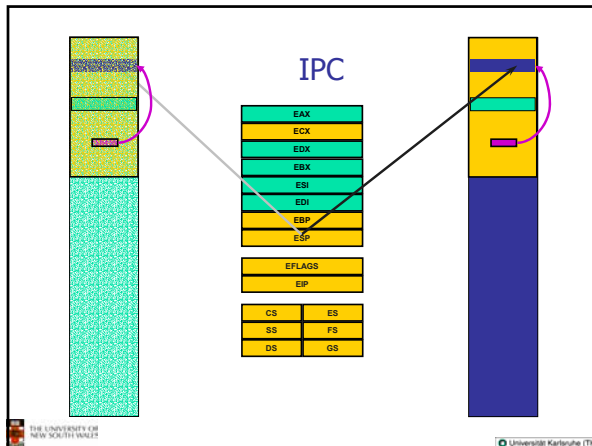 IPC
EAX
ECX
EDX
EBX
ESI
EDI
EBP
ESP
EFLAGS
EIP
CS ES
SS FS
DS GS
THE UNIVERSITY OF
NEW SOUTH WALES
Universität Karlsruhe (TH